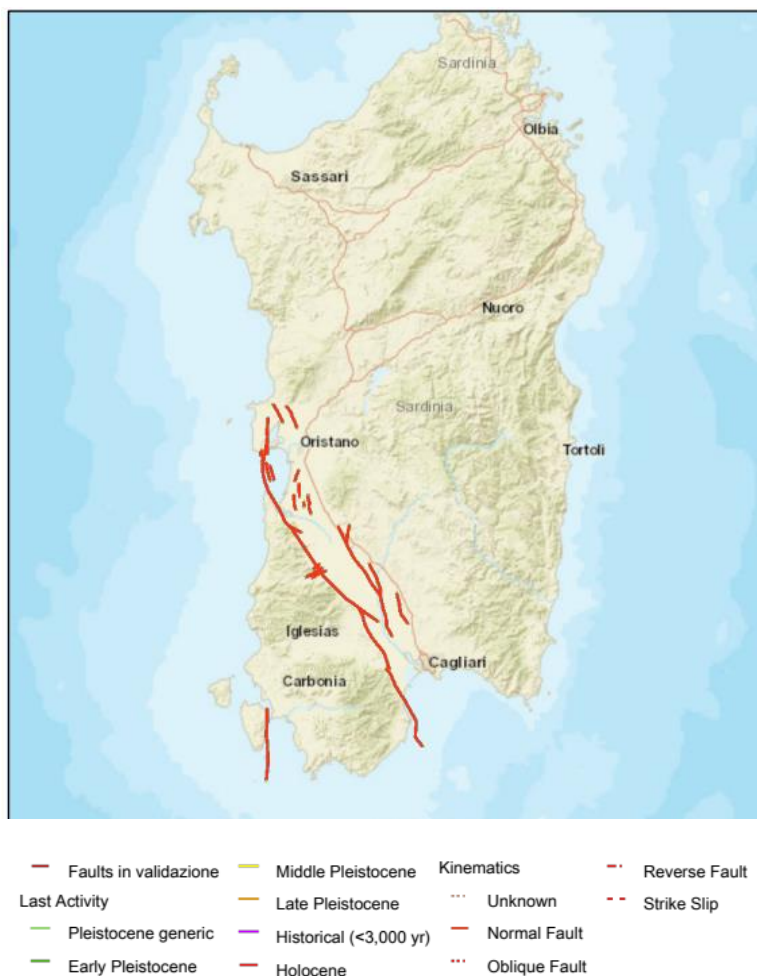 Sardinia
Olbia
Sassari
Nuoro
Sardinia
Oristano
Tortoli
Iglesias
Cagliari
Carbonia
Faults in validazione
Last Activity
Pleistocene generic
Early Pleistocene
Middle Pleistocene
Late Pleistocene
Historical (<3,000 yr)
Holocene
Kinematics
Unknown
Normal Fault
Oblique Fault
Reverse Fault
Strike Slip